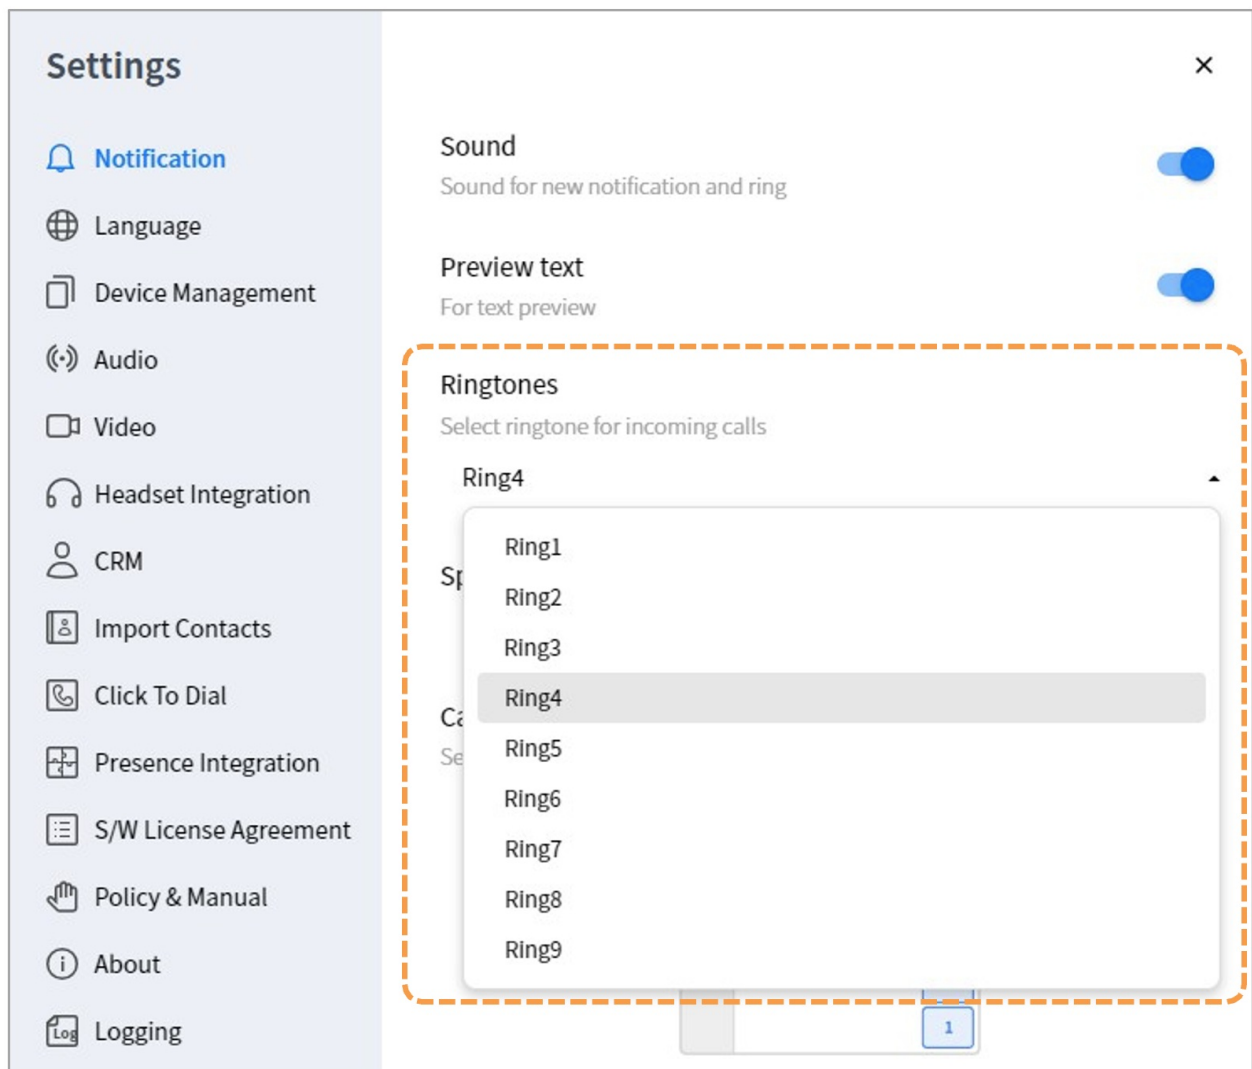 Settings
Notification
Language
Device Management
Audio
Video
Headset Integration
CRM
Import Contacts
Click To Dial
Presence Integration
S/W License Agreement
Policy & Manual
About
Log
Logging
Sound
Sound for new notification and ring
Preview text
For text preview
Ringtones
Select ringtone for incoming calls
Ring4
Ring1
Ring2
Ring3
Ring4
Ring5
Ring6
Ring7
Ring8
Ring9
1